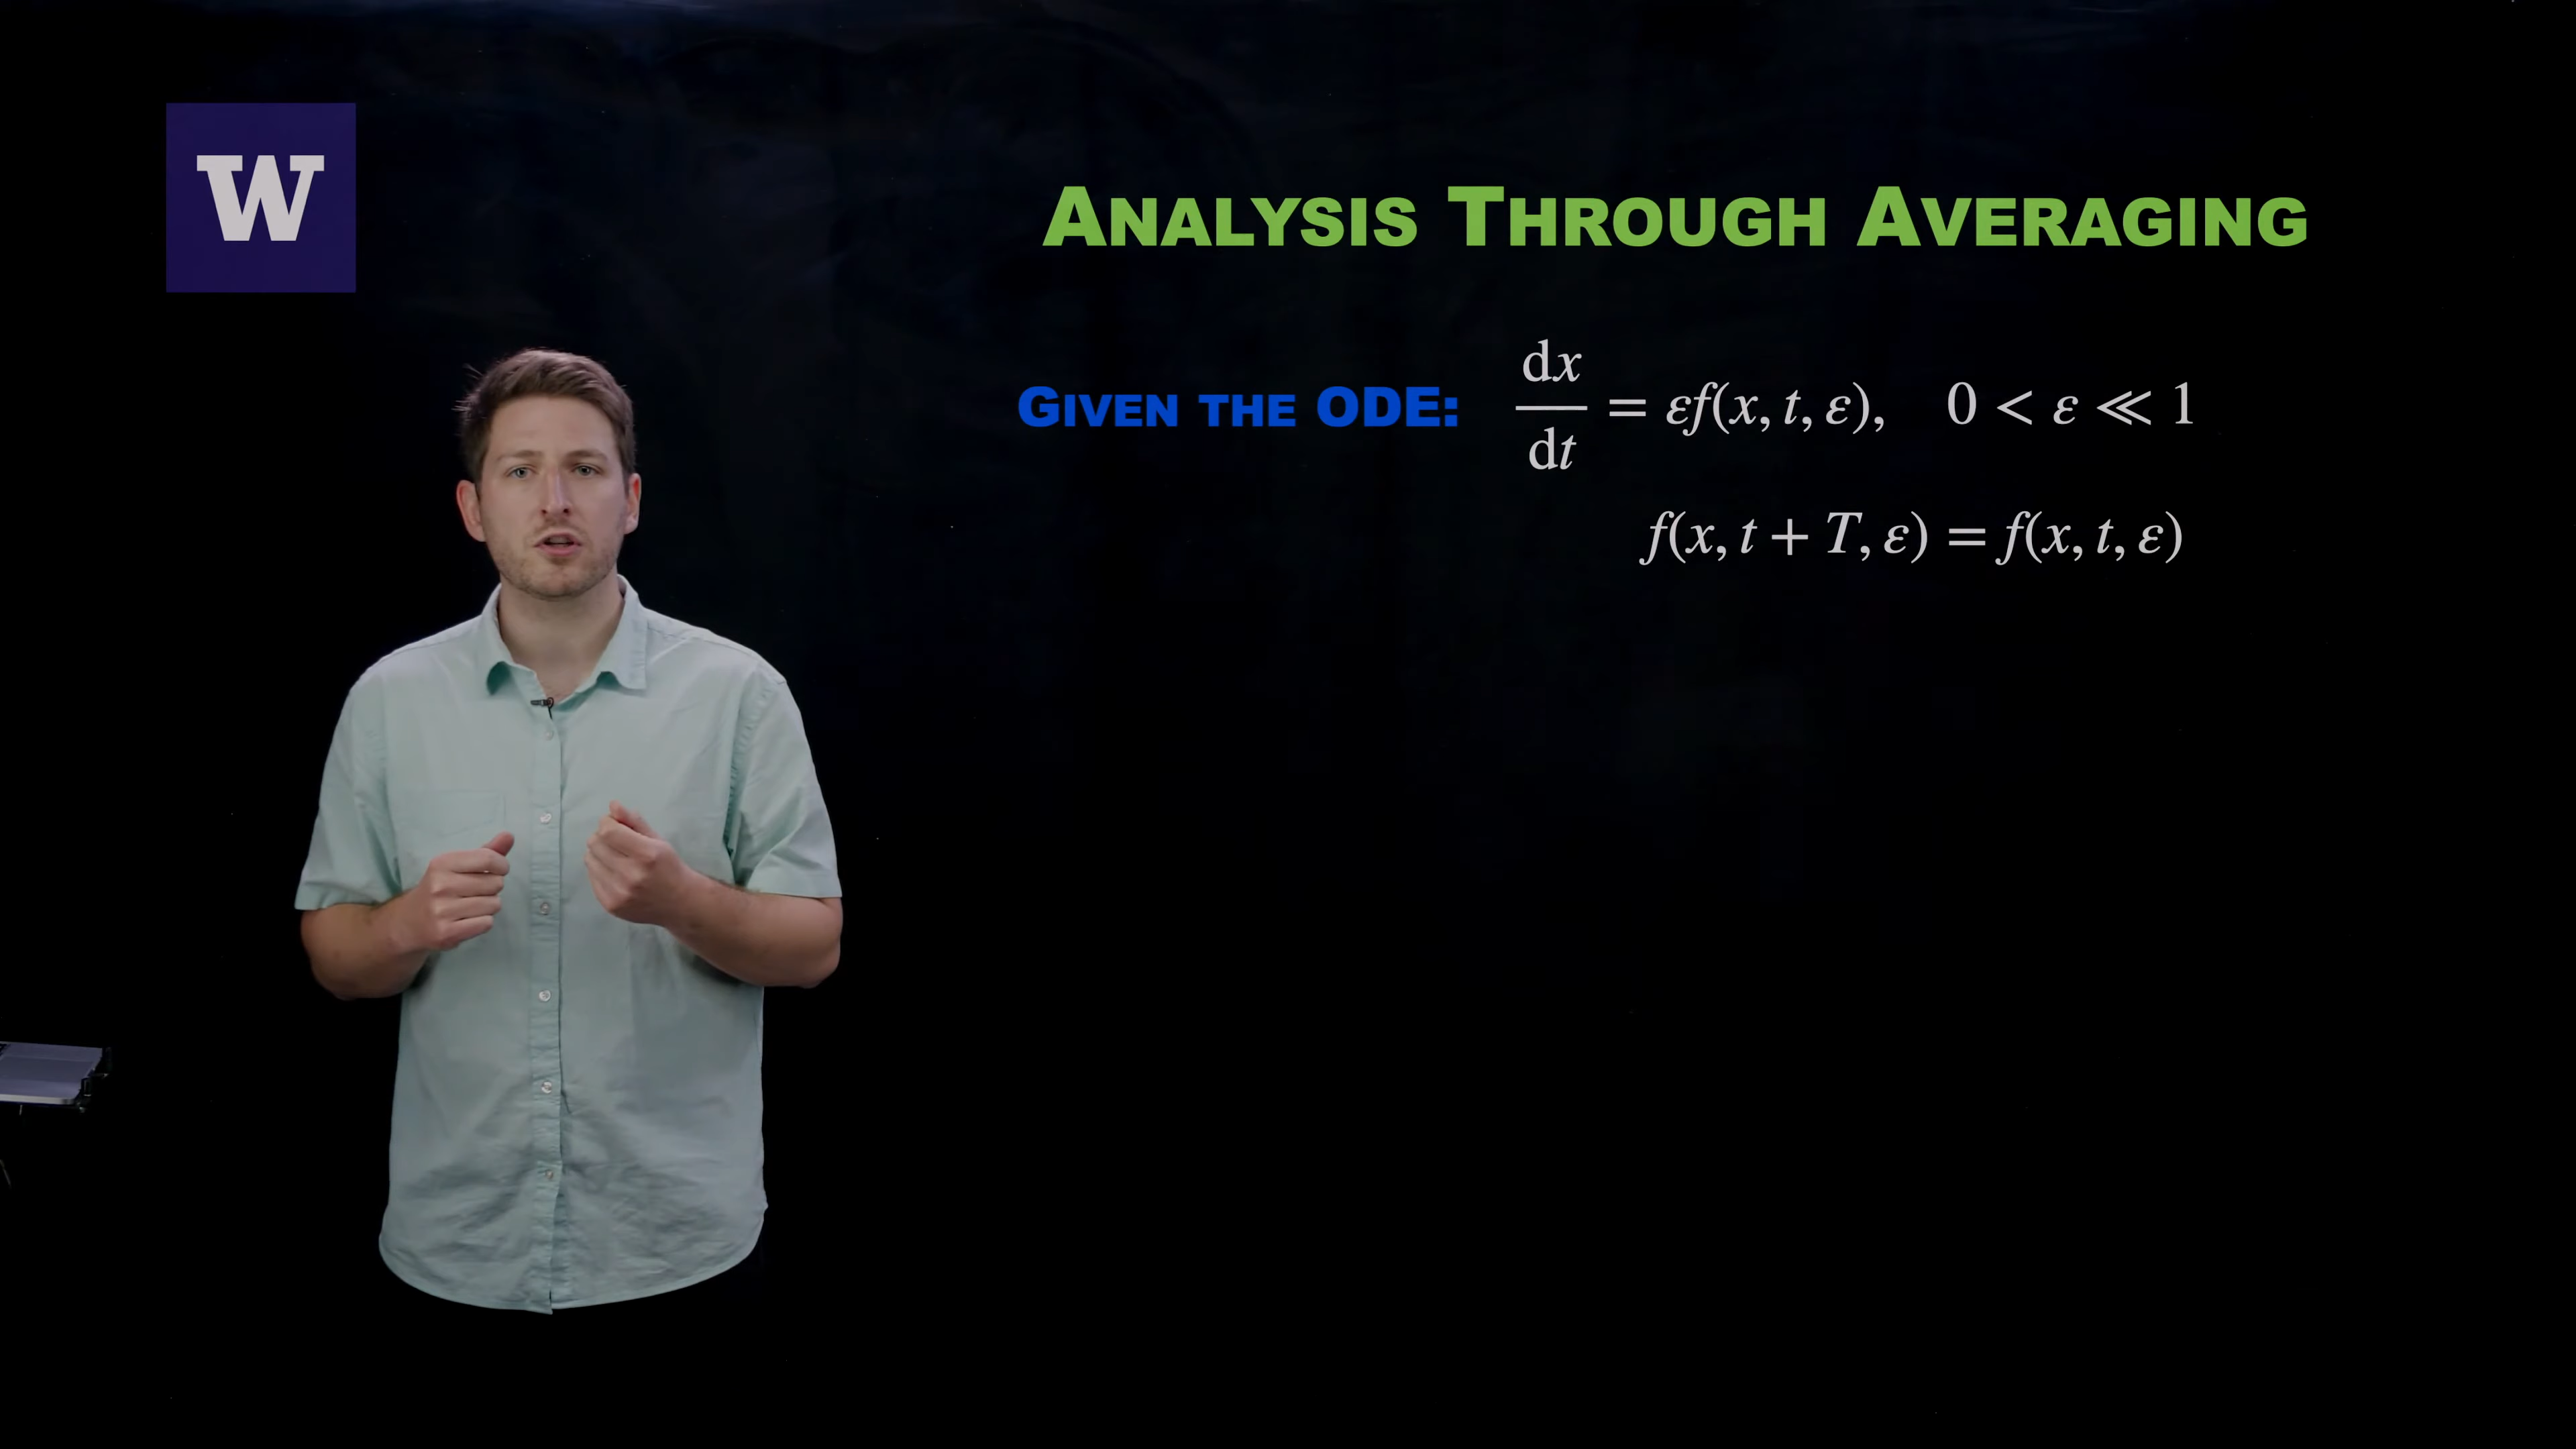 W
ANALYSIS THROUGH AVERAGING
GIVEN THE ODE: dx/dt = εf(x, t, ε), 0 < ε ≪ 1
f(x, t + T, ε) = f(x, t, ε)